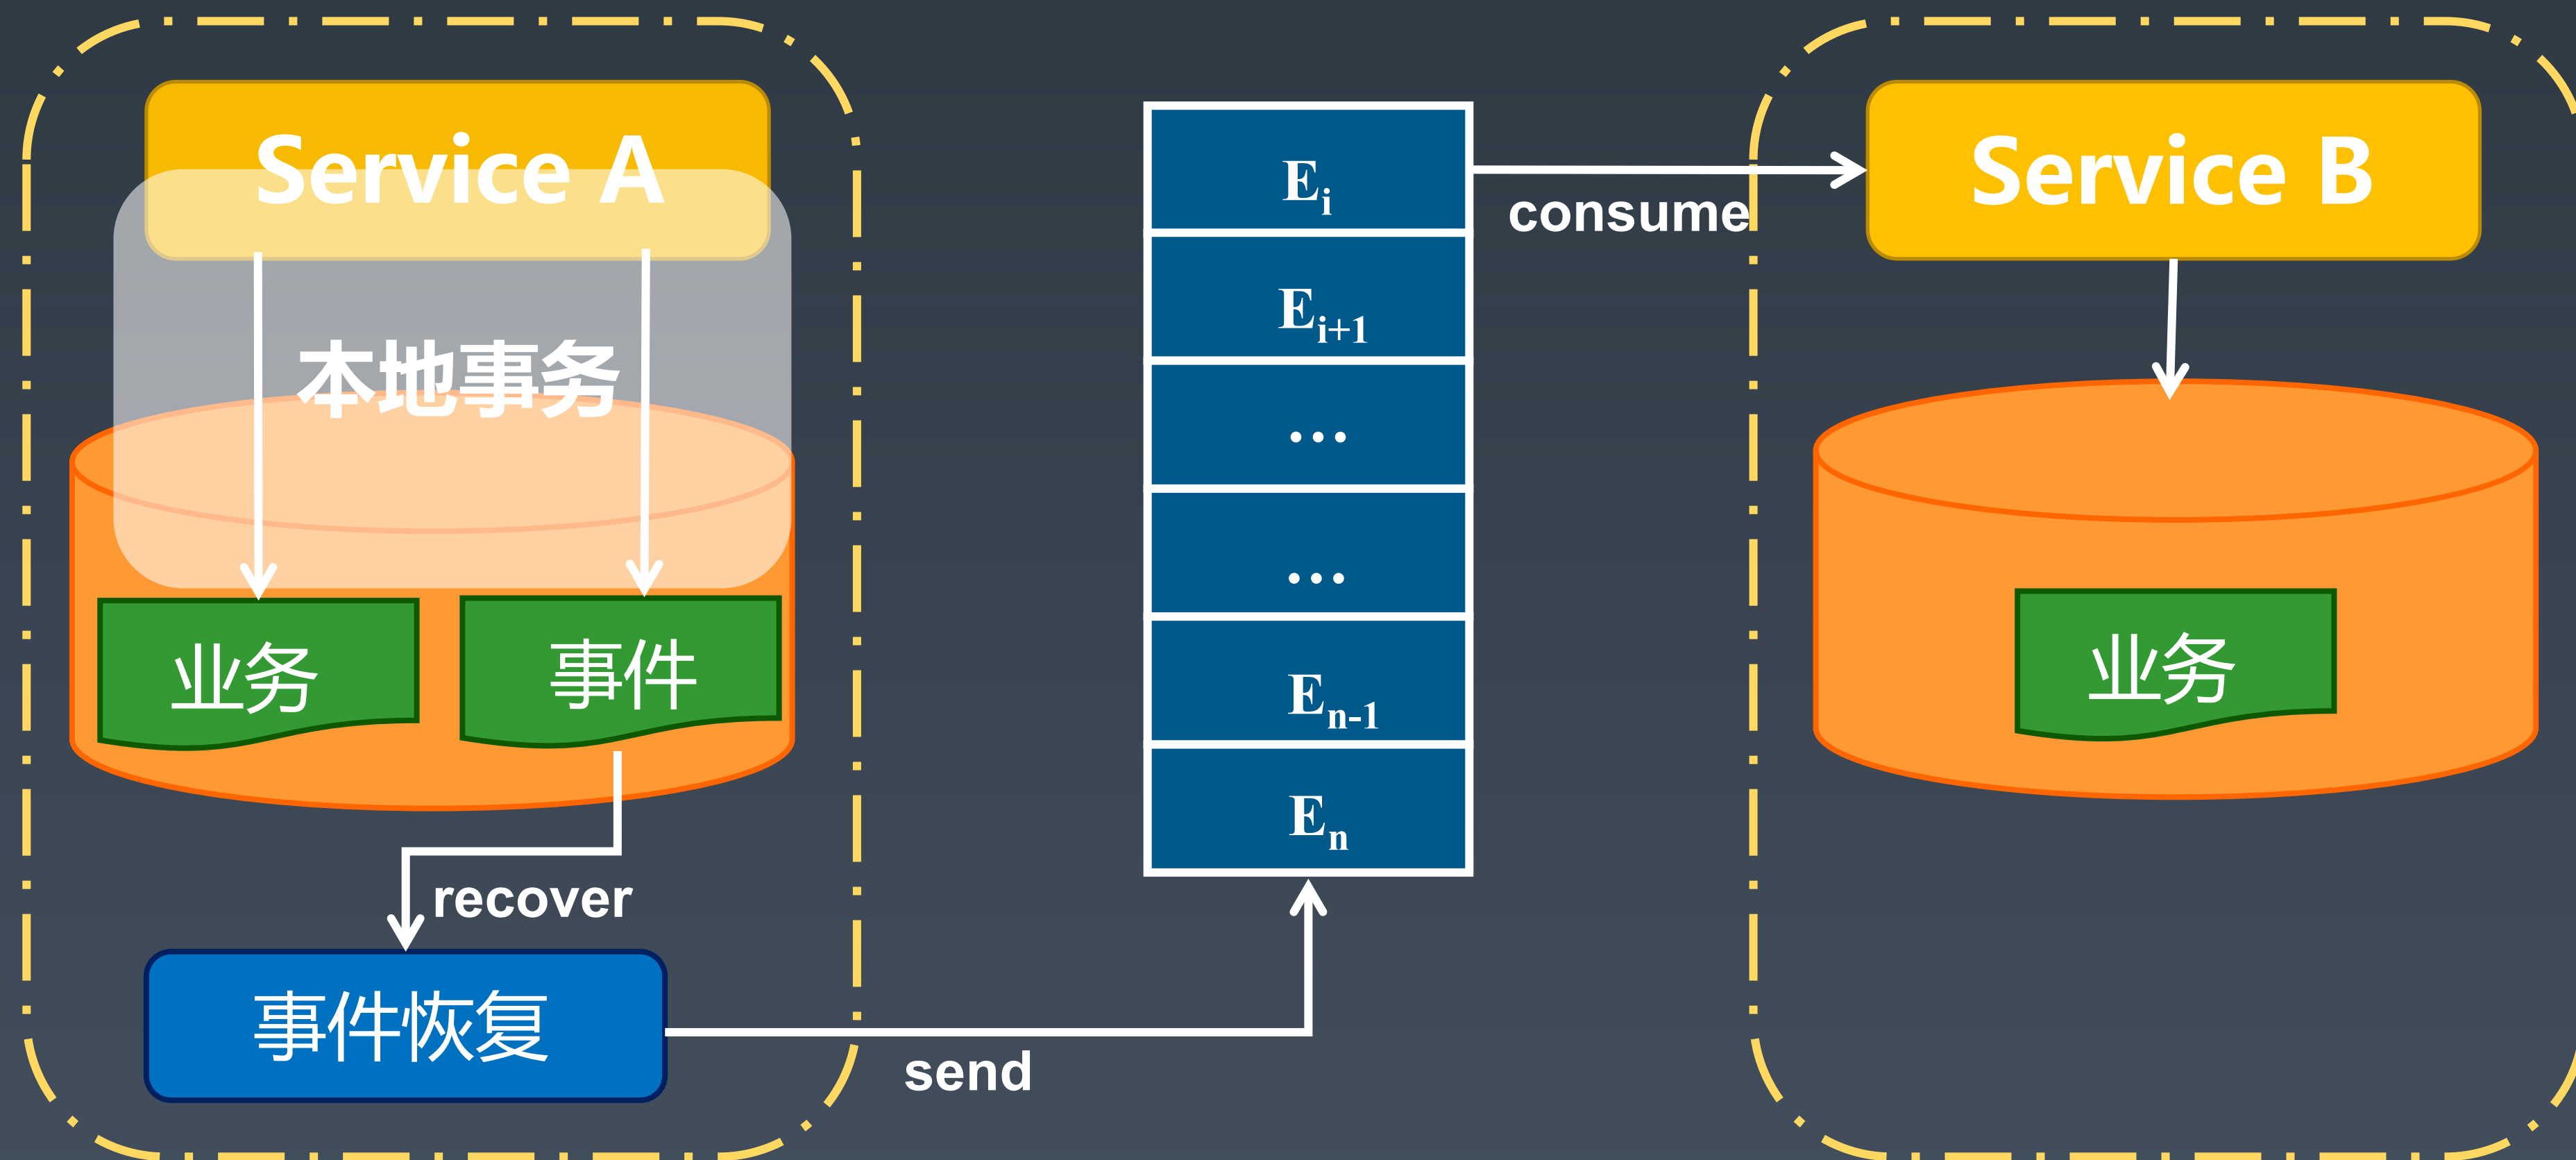 Service A
本地事务
业务
事件
recover
事件恢复
send
Ei
Ei+1
...
...
En-1
En
consume
Service B
业务